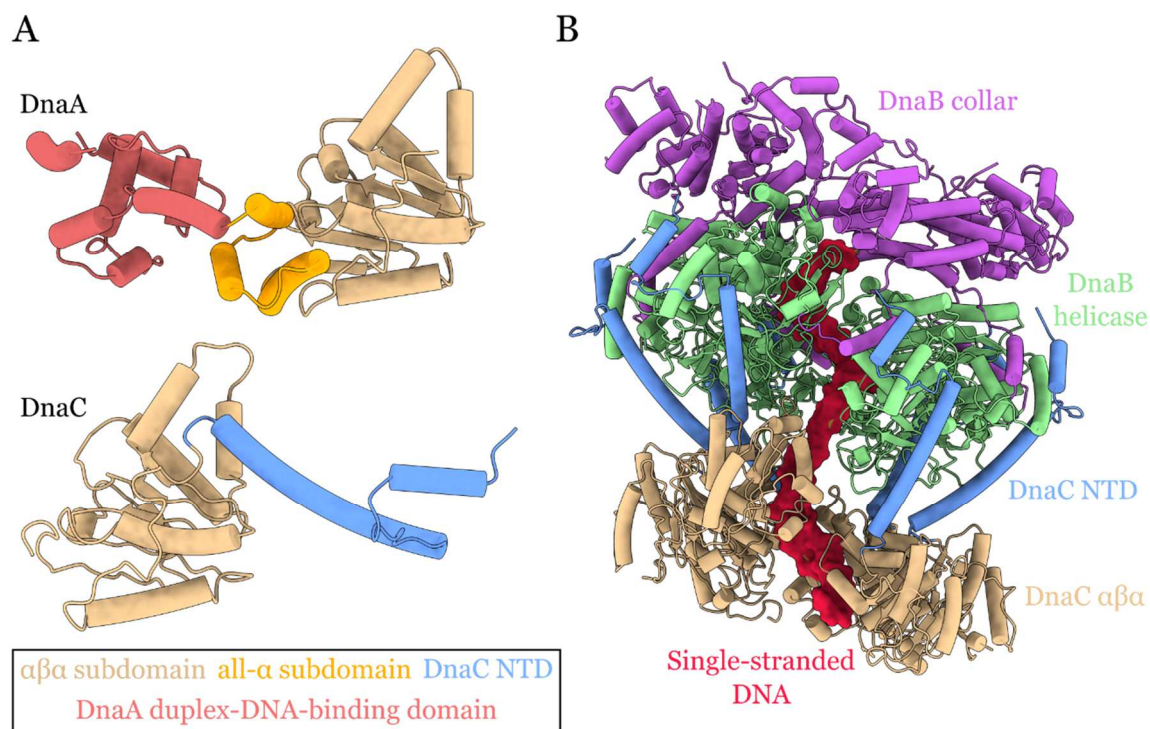 A
DnaA
DnaC
αβα subdomain all-α subdomain DnaC NTD
DnaA duplex-DNA-binding domain
B
DnaB collar
DnaB
helicase
DnaC NTD
DnaC αβα
Single-stranded
DNA